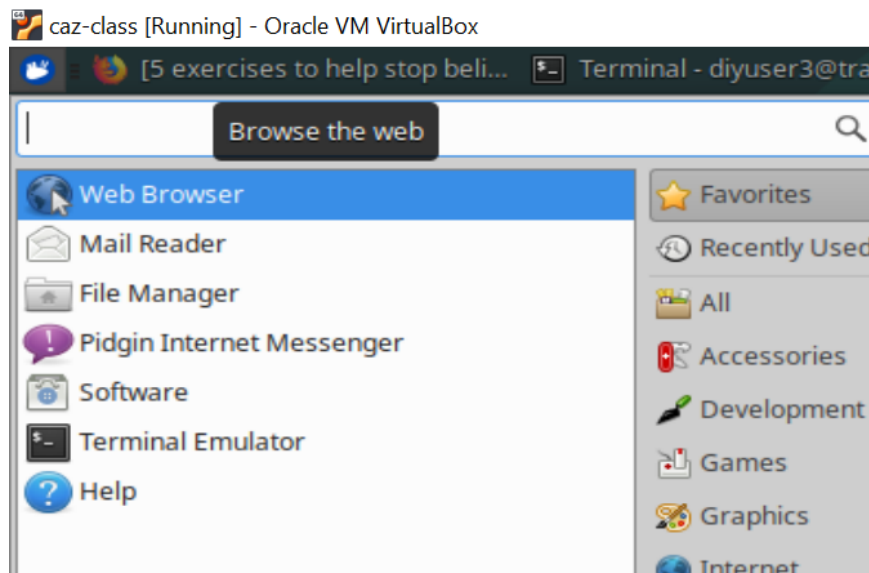 caz-class [Running] - Oracle VM VirtualBox
[5 exercises to help stop beli... Terminal - diyuser3@tra
Browse the web
Web Browser
Mail Reader
File Manager
Pidgin Internet Messenger
Software
Terminal Emulator
Help
Favorites
Recently Used
All
Accessories
Development
Games
Graphics
Internet